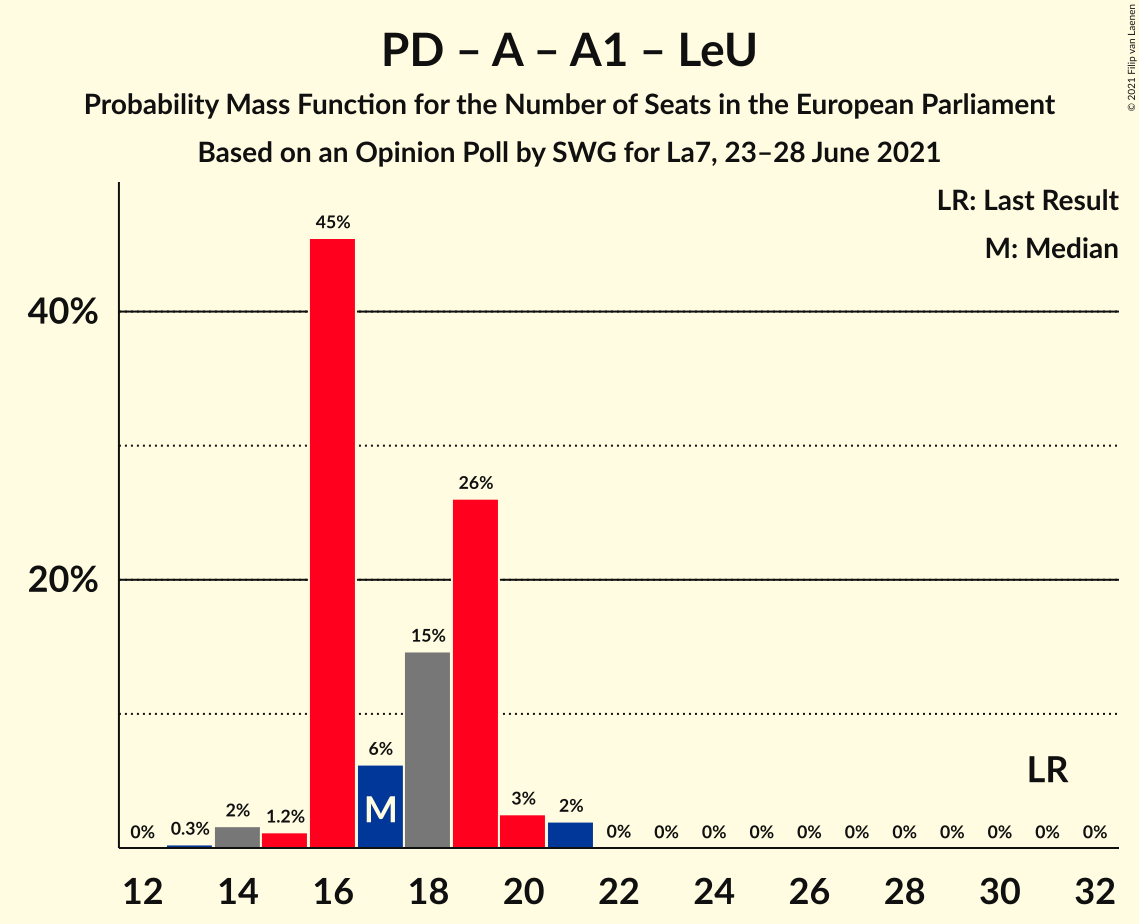 PD – A – A1 – LeU
Probability Mass Function for the Number of Seats in the European Parliament
Based on an Opinion Poll by SWG for La7, 23–28 June 2021
© 2021 Filip van Laenen
LR: Last Result
M: Median
45%
40%
26%
20%
15%
6%
LR
M
0% 0.3% 2% 1.2% 3% 2% 0% 0% 0% 0% 0% 0% 0% 0% 0% 0% 0%
12 14 16 18 20 22 24 26 28 30 32